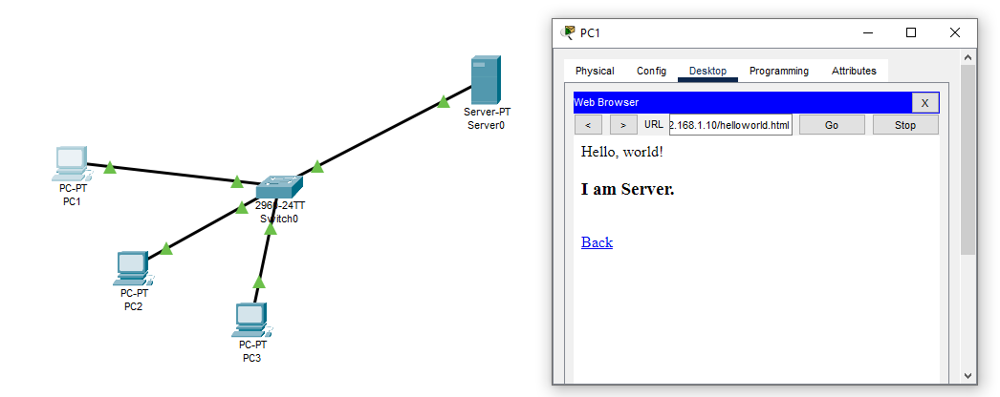 Server-PT
Server0
PC-PT
PC1
2960-24TT
Switch0
PC-PT
PC2
PC-PT
PC3
PC1
Physical Config Desktop Programming Attributes
Web Browser X
< > URL 2.168.1.10/helloworld.html Go Stop
Hello, world!
I am Server.
Back